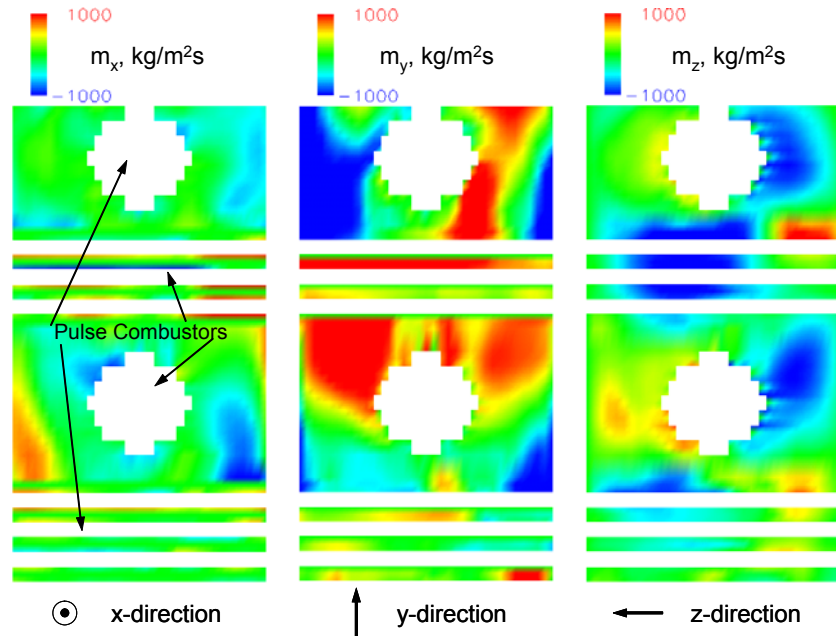 1000 1000 1000
mx, kg/m²s my, kg/m²s mz, kg/m²s
-1000 -1000 -1000
Pulse Combustors
x-direction y-direction z-direction